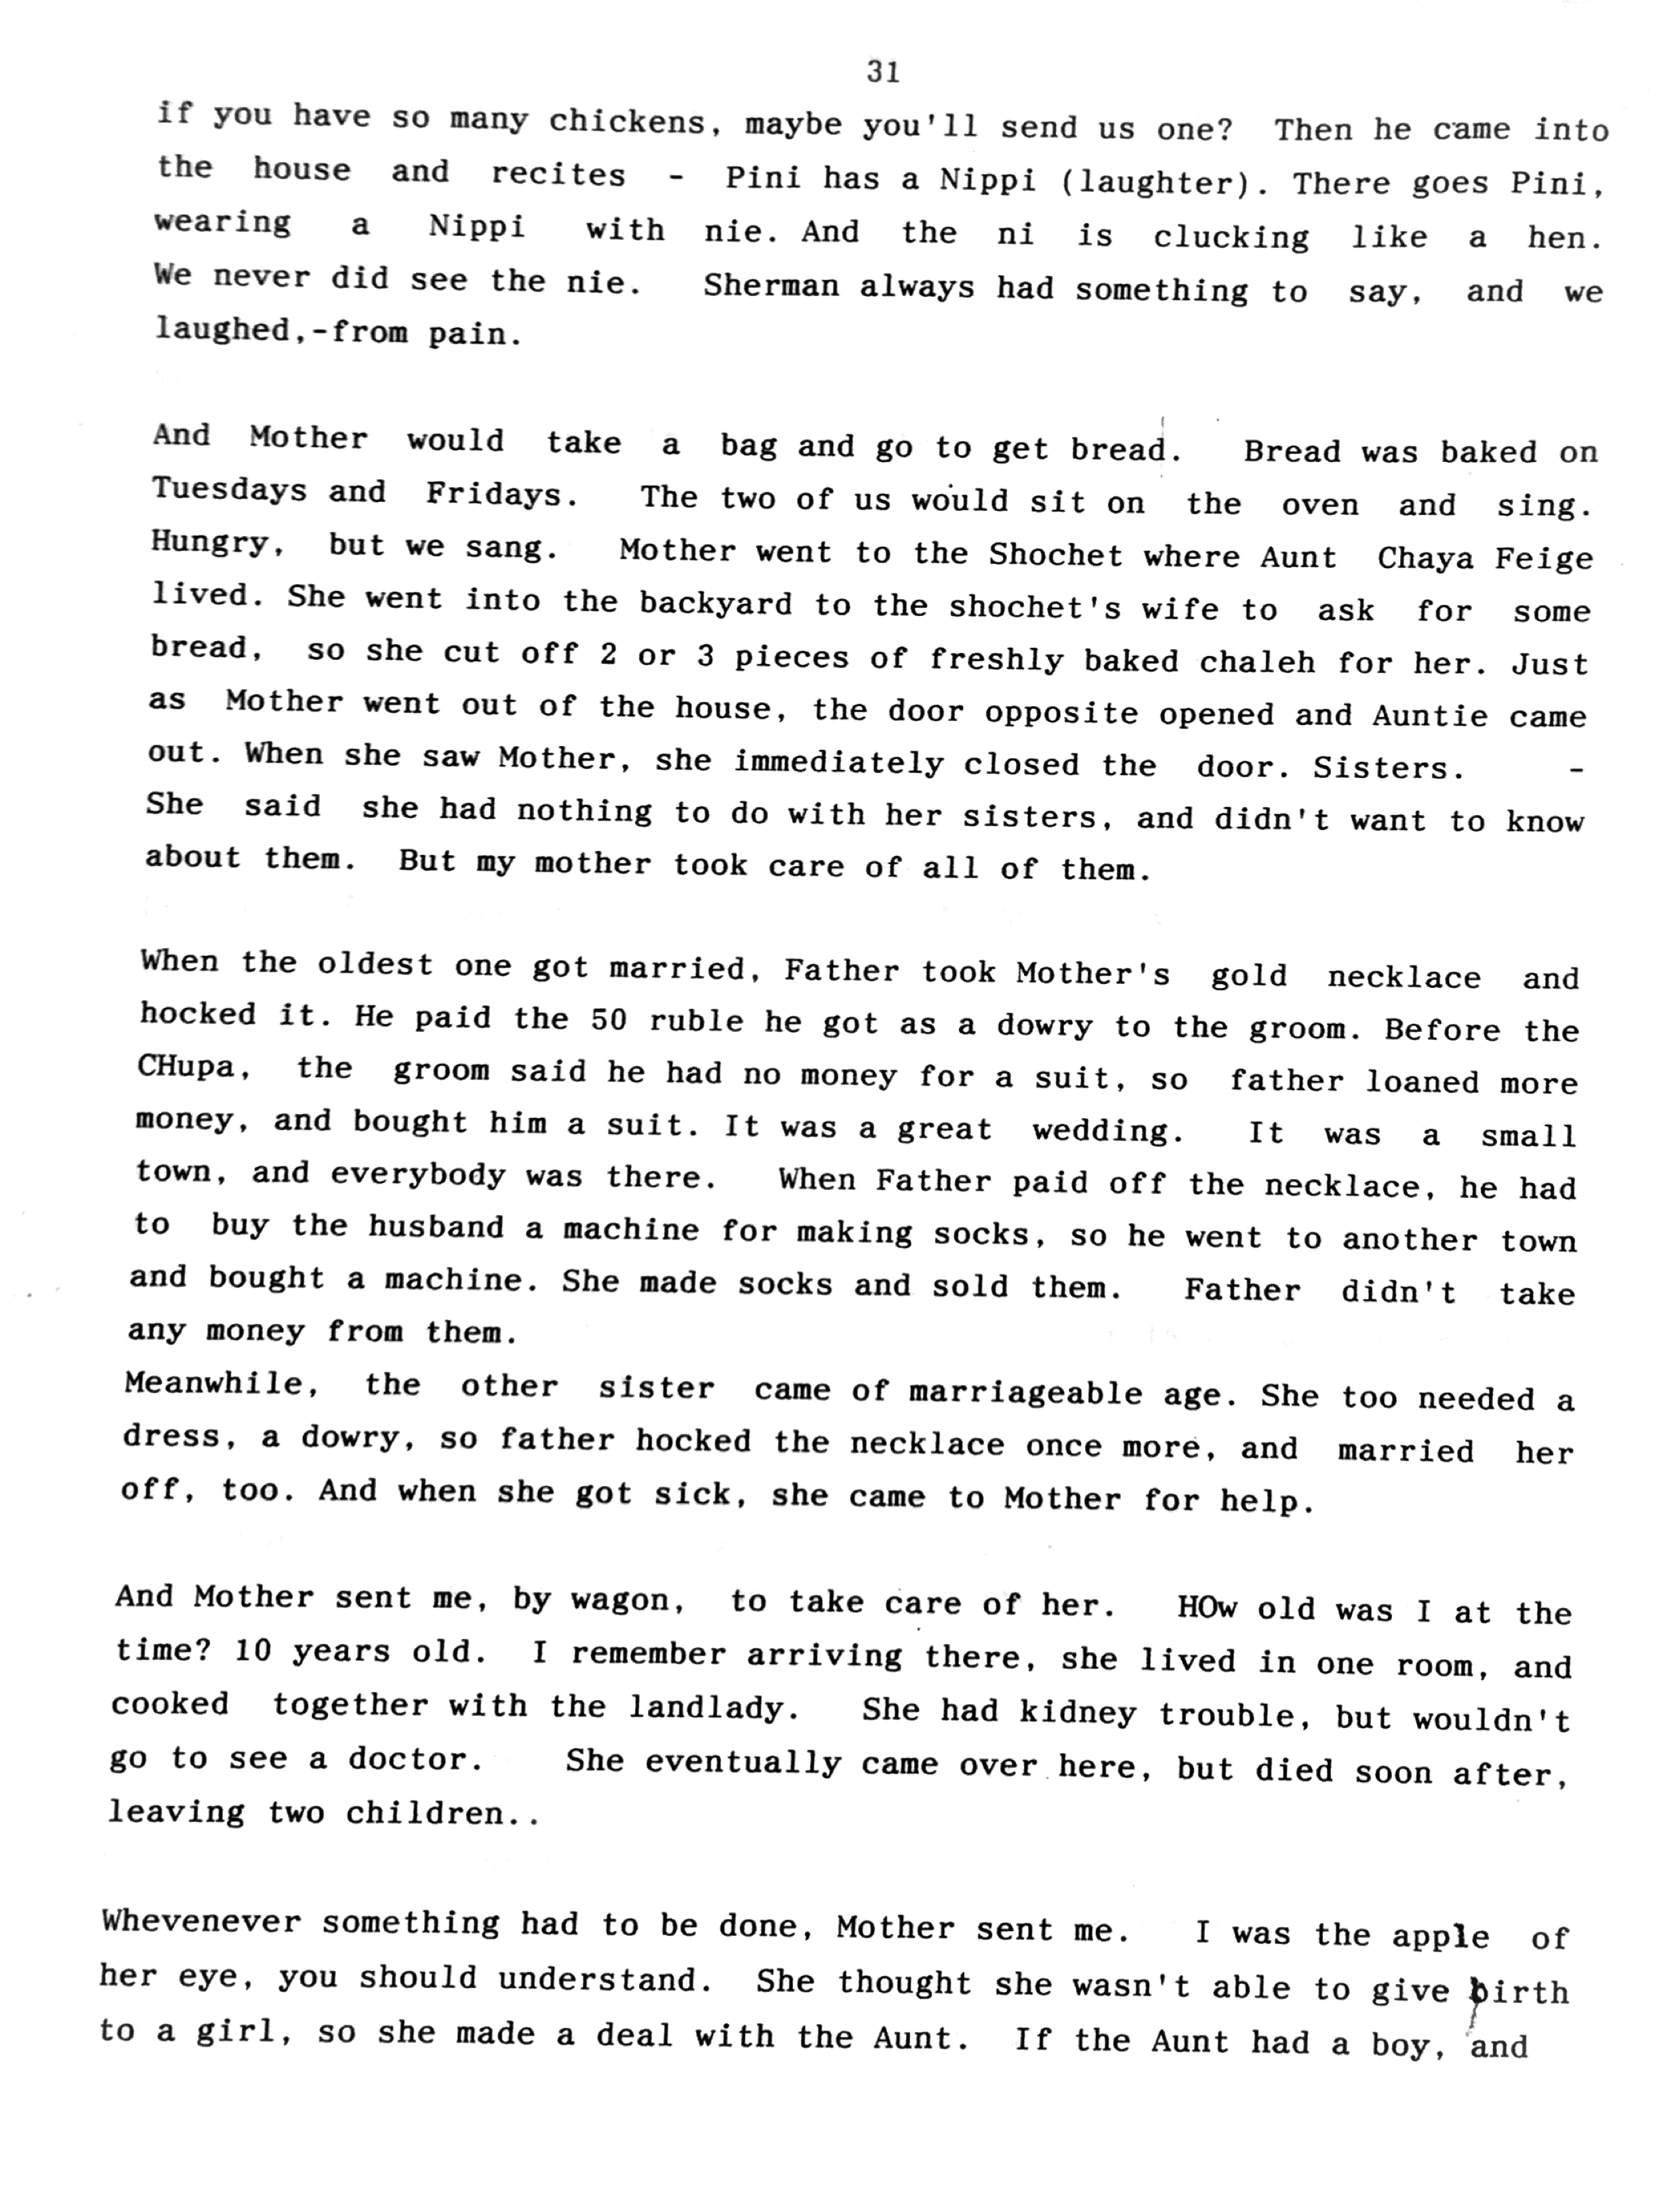 31
if you have so many chickens, maybe you'll send us one? Then he came into
the house and recites - Pini has a Nippi (laughter). There goes Pini,
wearing a Nippi with nie. And the ni is clucking like a hen.
We never did see the nie. Sherman always had something to say, and we
laughed,-from pain.
And Mother would take a bag and go to get bread. Bread was baked on
Tuesdays and Fridays. The two of us would sit on the oven and sing.
Hungry, but we sang. Mother went to the Shochet where Aunt Chaya Feige
lived. She went into the backyard to the shochet's wife to ask for some
bread, so she cut off 2 or 3 pieces of freshly baked chaleh for her. Just
as Mother went out of the house, the door opposite opened and Auntie came
out. When she saw Mother, she immediately closed the door. Sisters. -
She said she had nothing to do with her sisters, and didn't want to know
about them. But my mother took care of all of them.
When the oldest one got married, Father took Mother's gold necklace and
hocked it. He paid the 50 ruble he got as a dowry to the groom. Before the
CHupa, the groom said he had no money for a suit, so father loaned more
money, and bought him a suit. It was a great wedding. It was a small
town, and everybody was there. When Father paid off the necklace, he had
to buy the husband a machine for making socks, so he went to another town
and bought a machine. She made socks and sold them. Father didn't take
any money from them.
Meanwhile, the other sister came of marriageable age. She too needed a
dress, a dowry, so father hocked the necklace once more, and married her
off, too. And when she got sick, she came to Mother for help.
And Mother sent me, by wagon, to take care of her. HOw old was I at the
time? 10 years old. I remember arriving there, she lived in one room, and
cooked together with the landlady. She had kidney trouble, but wouldn't
go to see a doctor. She eventually came over here, but died soon after,
leaving two children..
Whevenever something had to be done, Mother sent me. I was the apple of
her eye, you should understand. She thought she wasn't able to give birth
to a girl, so she made a deal with the Aunt. If the Aunt had a boy, and